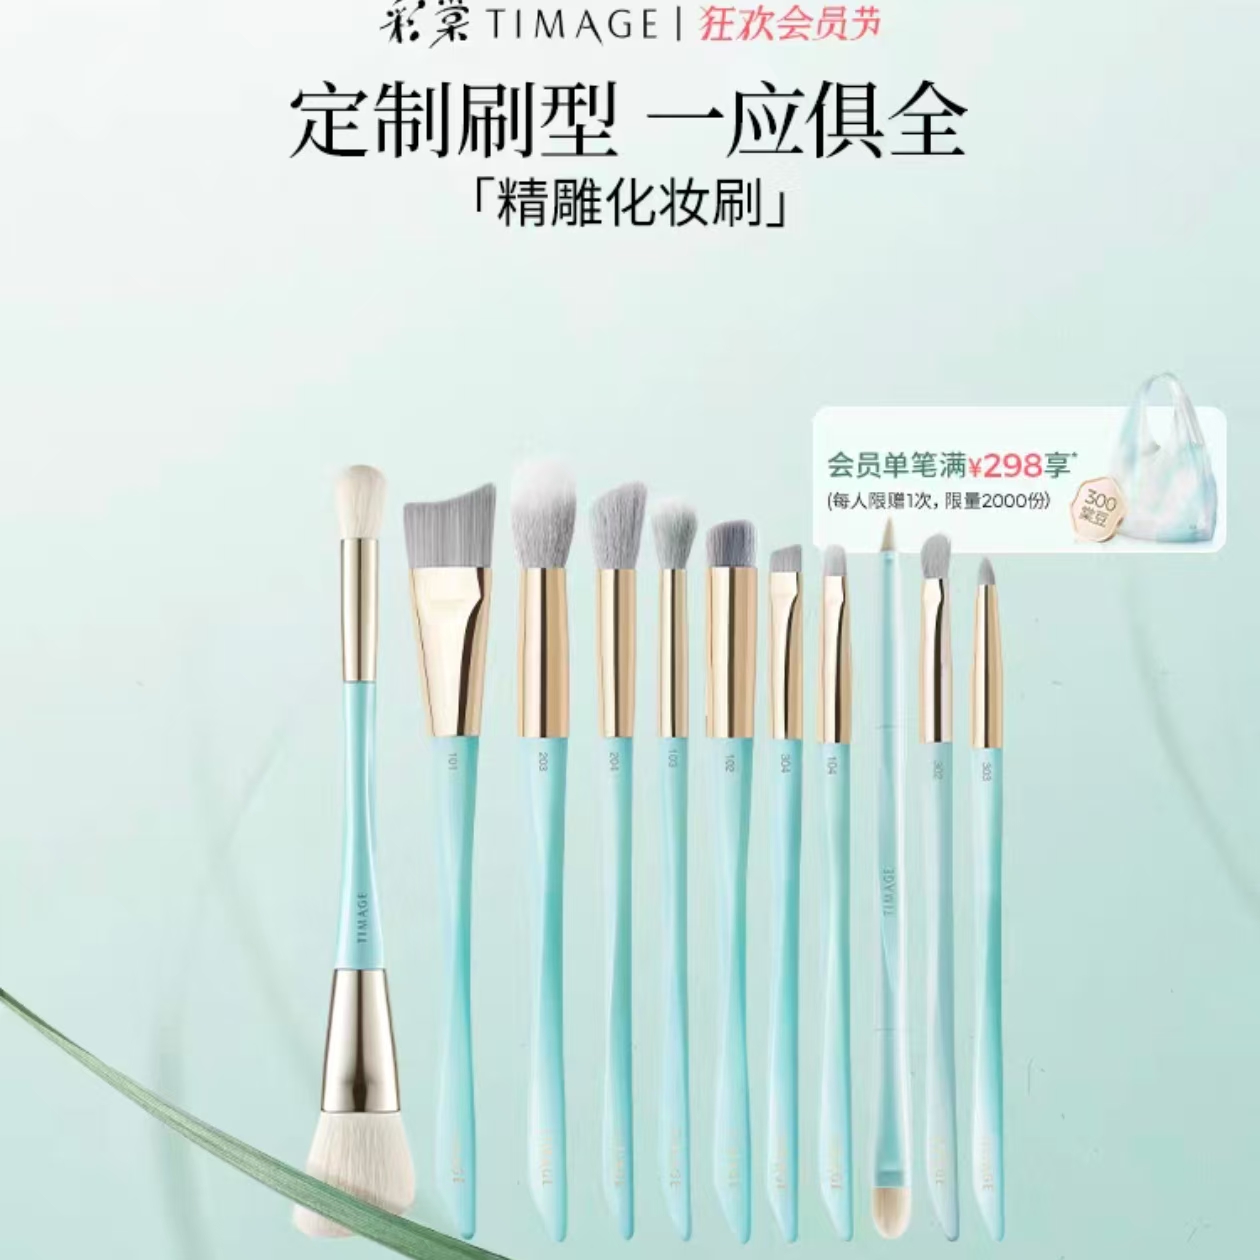 彩棠 TIMAGE | 狂欢会员节
定制刷型 一应俱全
「精雕化妆刷」
会员单笔满¥298享*
(每人限赠1次，限量2000份)
300
棠豆
101
203
204
103
102
304
104
302
303
TIMAGE
TIMAGE